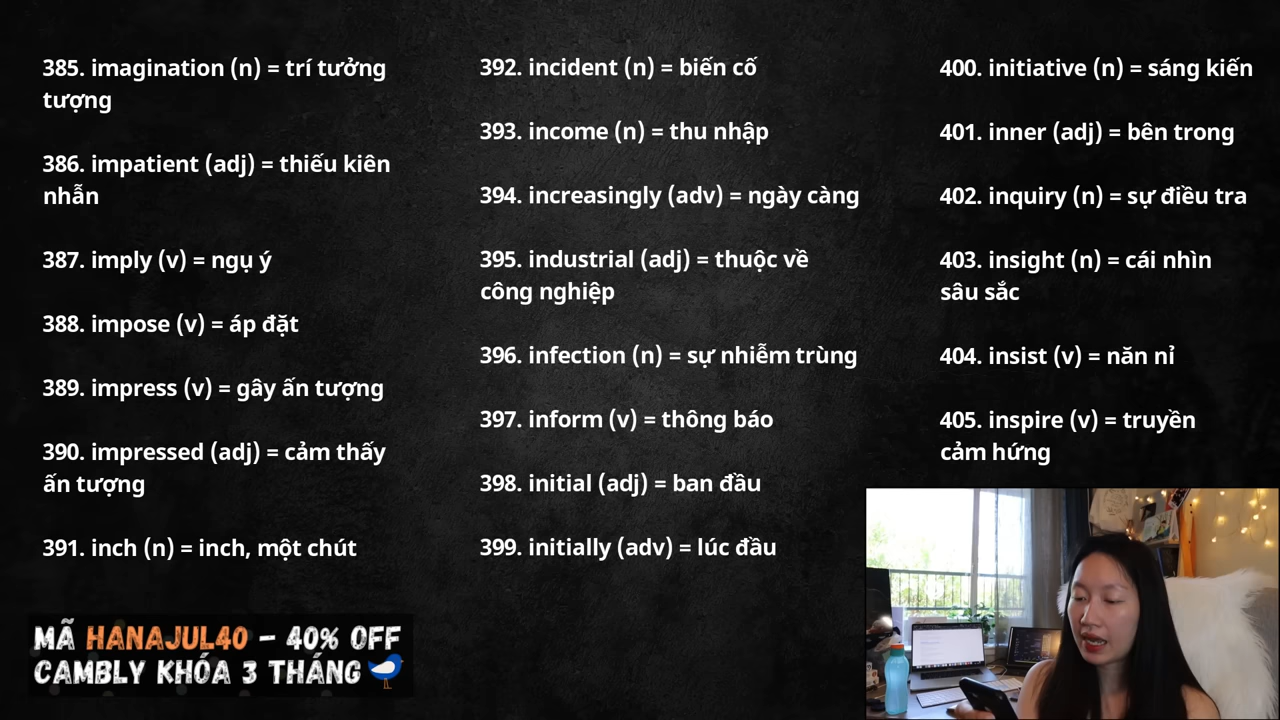 385. imagination (n) = trí tưởng
tượng
386. impatient (adj) = thiếu kiên
nhẫn
387. imply (v) = ngụ ý
388. impose (v) = áp đặt
389. impress (v) = gây ấn tượng
390. impressed (adj) = cảm thấy
ấn tượng
391. inch (n) = inch, một chút
392. incident (n) = biến cố
393. income (n) = thu nhập
394. increasingly (adv) = ngày càng
395. industrial (adj) = thuộc về
công nghiệp
396. infection (n) = sự nhiễm trùng
397. inform (v) = thông báo
398. initial (adj) = ban đầu
399. initially (adv) = lúc đầu
400. initiative (n) = sáng kiến
401. inner (adj) = bên trong
402. inquiry (n) = sự điều tra
403. insight (n) = cái nhìn
sâu sắc
404. insist (v) = năn nỉ
405. inspire (v) = truyền
cảm hứng
MÃ HANAJUL40 – 40% OFF
CAMBLY KHÓA 3 THÁNG